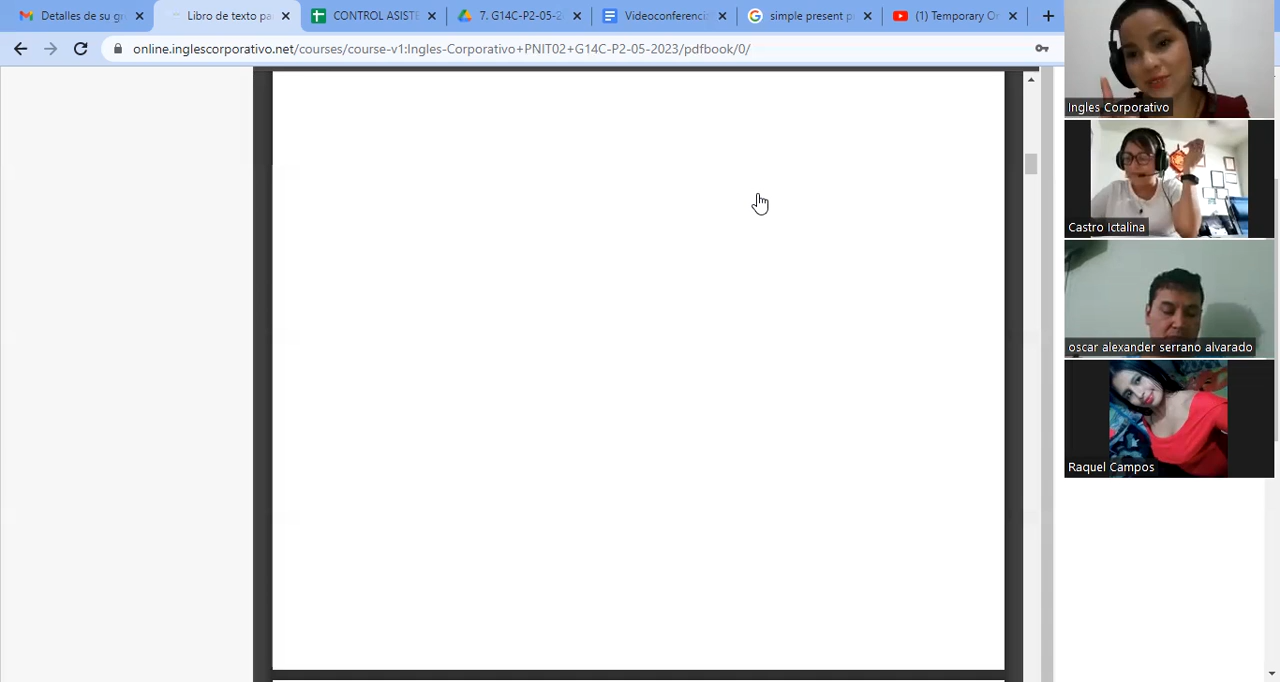 Detalles de su gr
Libro de texto pa
CONTROL ASIST
7. G14C-P2-05-2
Videoconferenci
simple present p
(1) Temporary Or
online.inglescorporativo.net/courses/course-v1:Ingles-Corporativo+PNIT02+G14C-P2-05-2023/pdfbook/0/
Ingles Corporativo
Castro Ictalina
oscar alexander serrano alvarado
Raquel Campos